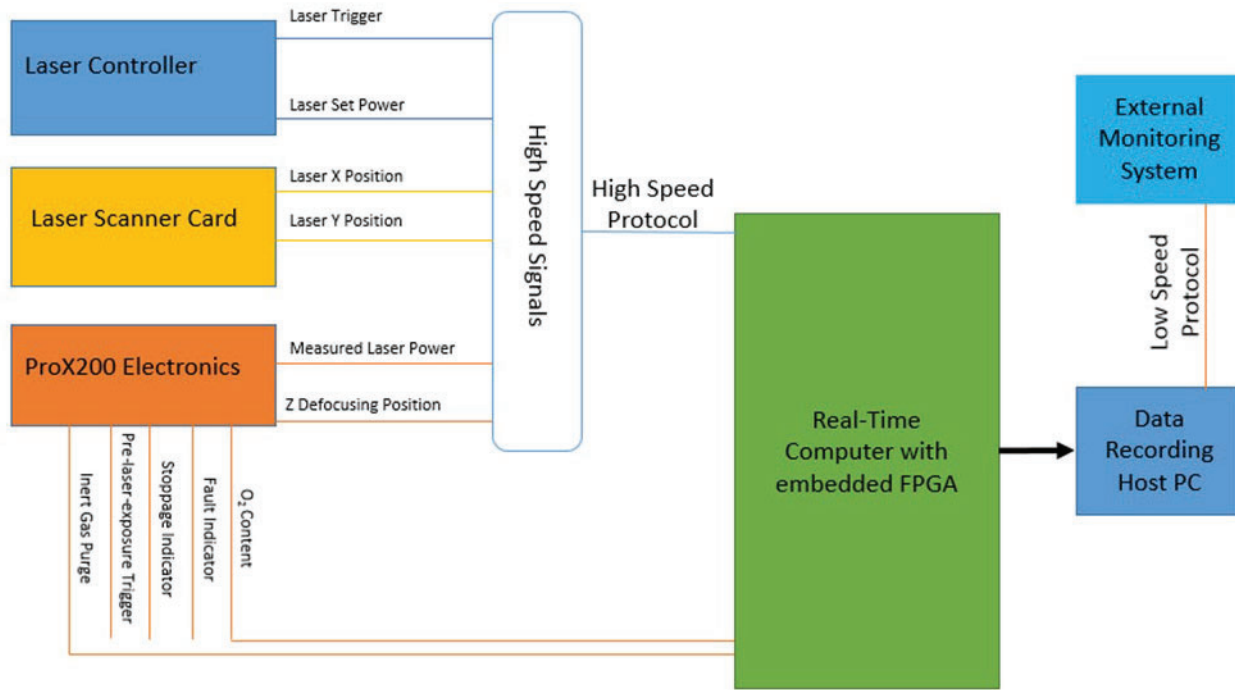 Laser Controller
Laser Trigger
Laser Set Power
Laser Scanner Card
Laser X Position
Laser Y Position
ProX200 Electronics
Measured Laser Power
Z Defocusing Position
Inert Gas Purge
Pre-laser-exposure Trigger
Stoppage Indicator
Fault Indicator
O₂ Content
High Speed Signals
High Speed
Protocol
Real-Time
Computer with
embedded FPGA
External
Monitoring
System
Low Speed
Protocol
Data
Recording
Host PC